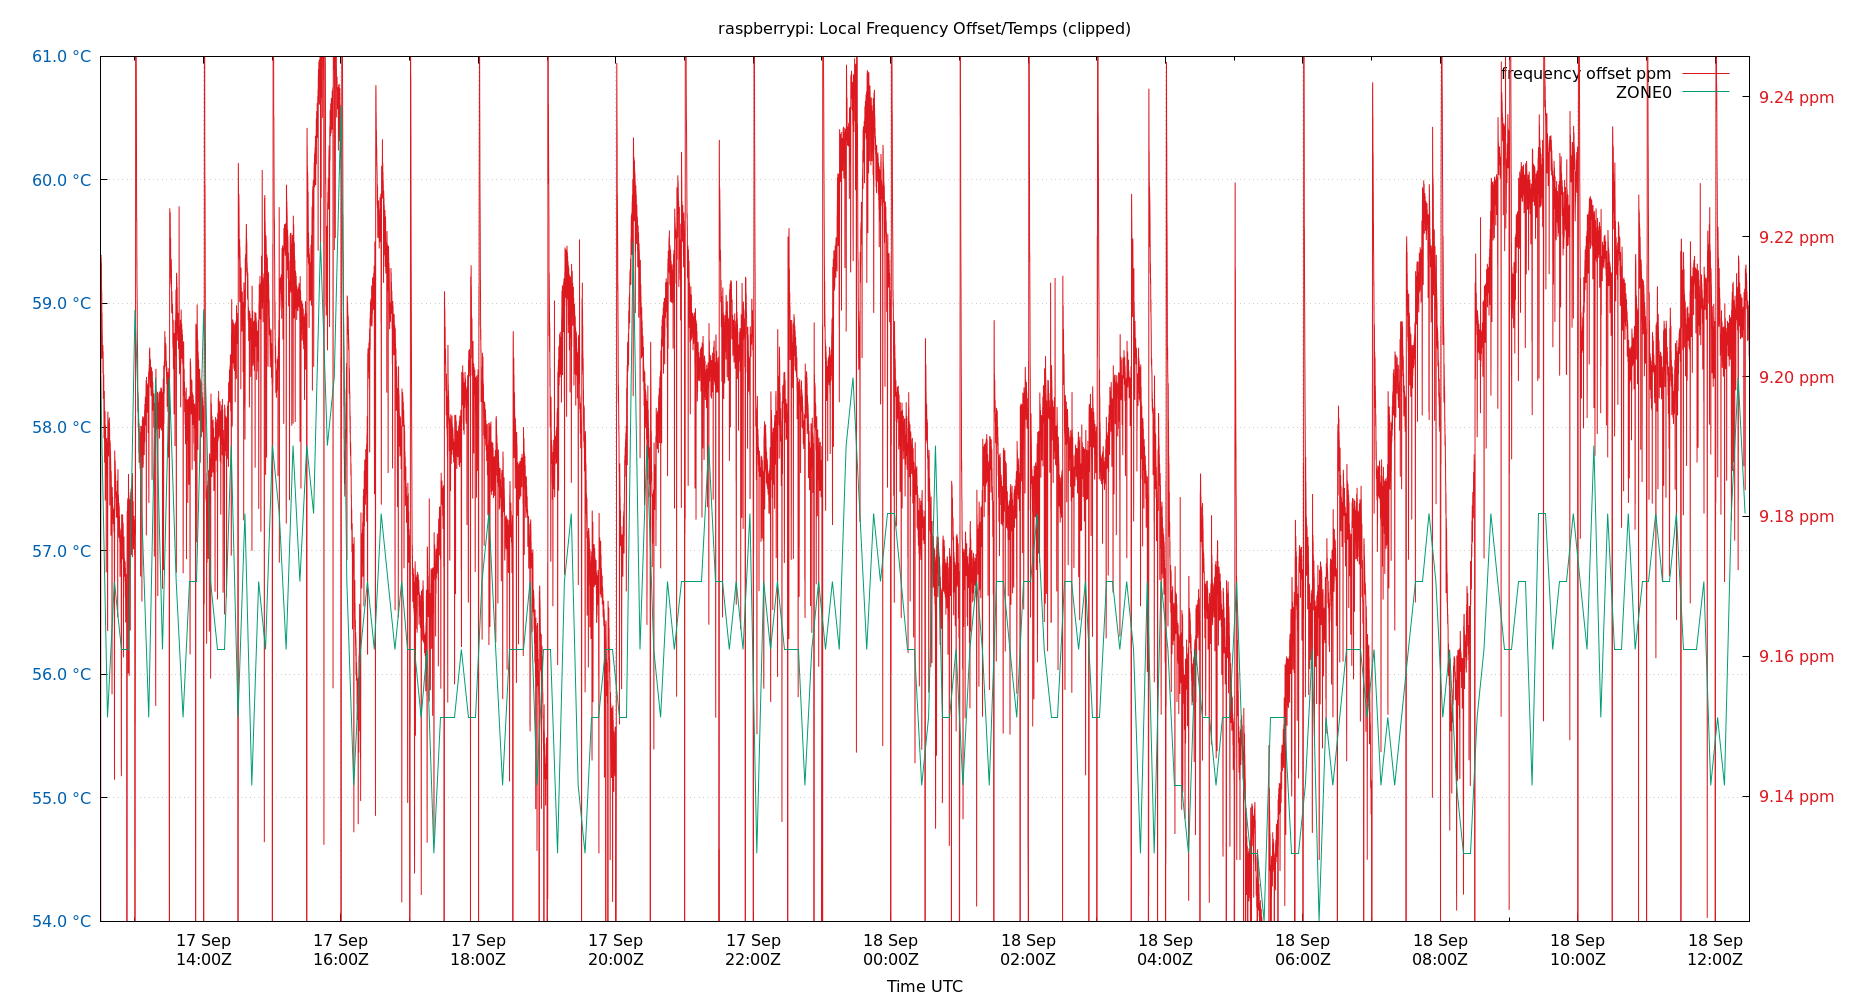 raspberrypi: Local Frequency Offset/Temps (clipped)
61.0 °C
60.0 °C
59.0 °C
58.0 °C
57.0 °C
56.0 °C
55.0 °C
54.0 °C
frequency offset ppm
ZONE0
9.24 ppm
9.22 ppm
9.20 ppm
9.18 ppm
9.16 ppm
9.14 ppm
17 Sep
14:00Z
17 Sep
16:00Z
17 Sep
18:00Z
17 Sep
20:00Z
17 Sep
22:00Z
18 Sep
00:00Z
18 Sep
02:00Z
18 Sep
04:00Z
18 Sep
06:00Z
18 Sep
08:00Z
18 Sep
10:00Z
18 Sep
12:00Z
Time UTC